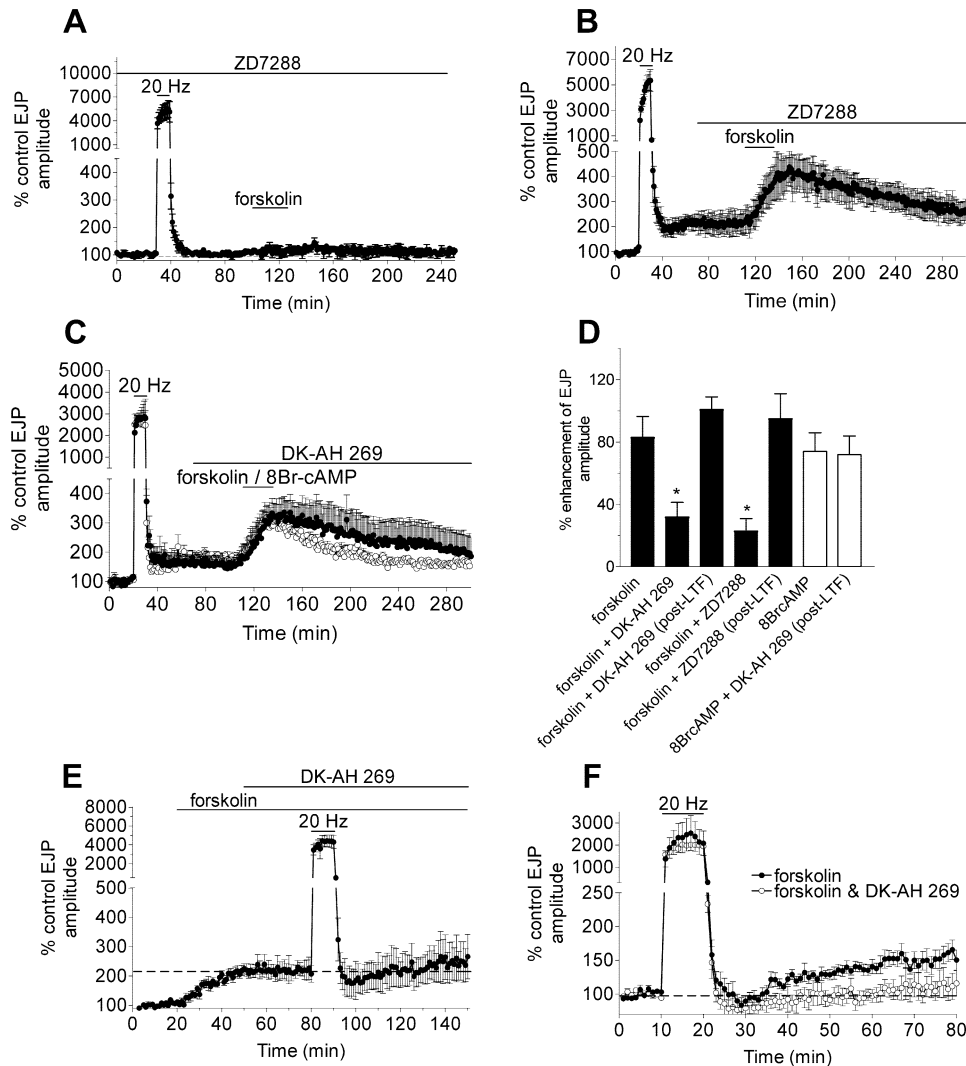 A
ZD7288
20 Hz
forskolin
10000
7000
4000
1000
400
300
200
100
% control EJP
amplitude
0 40 80 120 160 200 240
Time (min)
B
20 Hz
ZD7288
forskolin
7000
5000
3000
1000
500
400
300
200
100
% control EJP
amplitude
0 40 80 120 160 200 240 280
Time (min)
C
20 Hz
DK-AH 269
forskolin / 8Br-cAMP
5000
4000
3000
2000
1000
400
300
200
100
% control EJP
amplitude
0 40 80 120 160 200 240 280
Time (min)
D
% enhancement of EJP
amplitude
120
80
40
0
*
*
forskolin
forskolin + DK-AH 269
forskolin + DK-AH 269 (post-LTF)
forskolin + ZD7288
forskolin + ZD7288 (post-LTF)
8BrcAMP
8BrcAMP + DK-AH 269 (post-LTF)
E
DK-AH 269
forskolin
20 Hz
8000
6000
4000
2000
500
400
300
200
100
% control EJP
amplitude
0 20 40 60 80 100 120 140
Time (min)
F
20 Hz
forskolin
forskolin & DK-AH 269
3000
2000
1000
250
200
150
100
% control EJP
amplitude
0 10 20 30 40 50 60 70 80
Time (min)